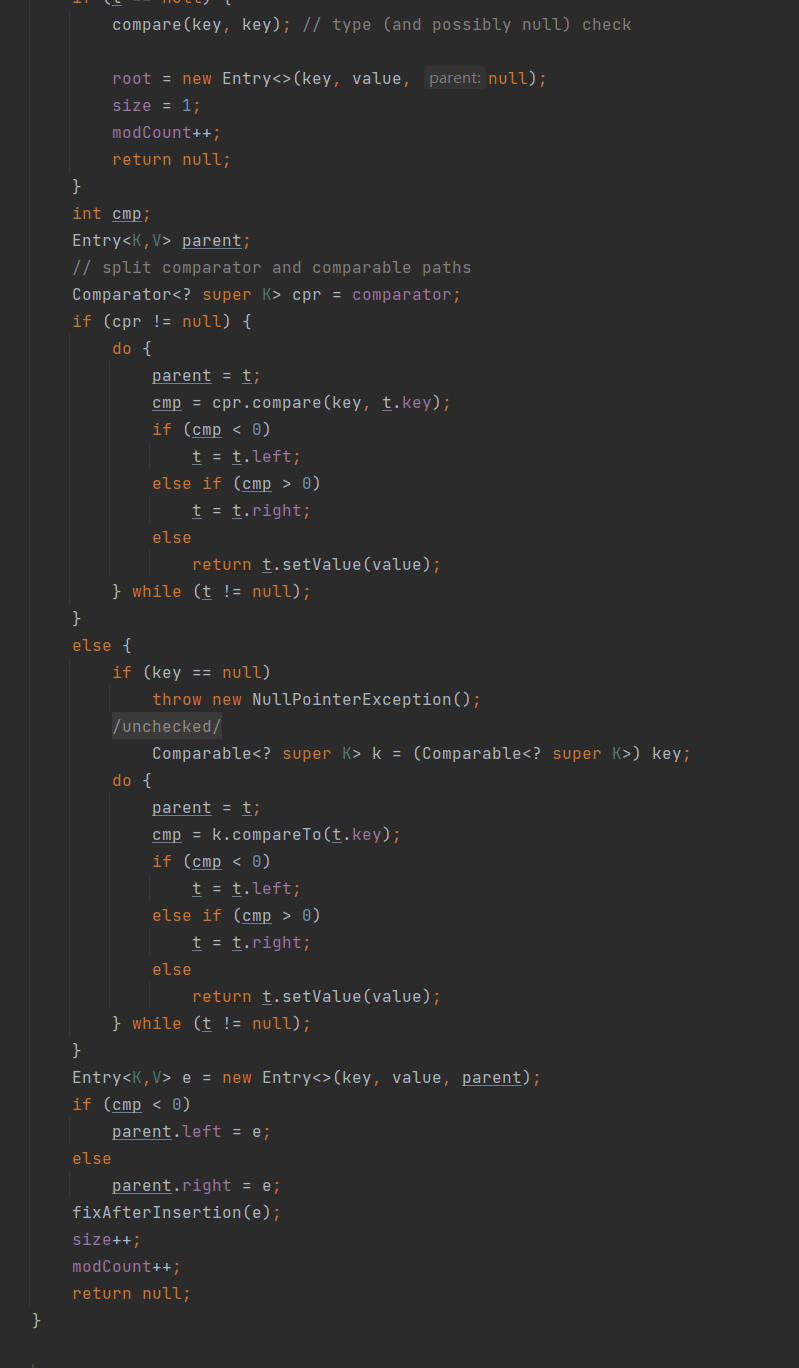 if (t == null) {
compare(key, key); // type (and possibly null) check
root = new Entry<>(key, value, parent: null);
size = 1;
modCount++;
return null;
}
int cmp;
Entry<K,V> parent;
// split comparator and comparable paths
Comparator<? super K> cpr = comparator;
if (cpr != null) {
do {
parent = t;
cmp = cpr.compare(key, t.key);
if (cmp < 0)
t = t.left;
else if (cmp > 0)
t = t.right;
else
return t.setValue(value);
} while (t != null);
}
else {
if (key == null)
throw new NullPointerException();
/unchecked/
Comparable<? super K> k = (Comparable<? super K>) key;
do {
parent = t;
cmp = k.compareTo(t.key);
if (cmp < 0)
t = t.left;
else if (cmp > 0)
t = t.right;
else
return t.setValue(value);
} while (t != null);
}
Entry<K,V> e = new Entry<>(key, value, parent);
if (cmp < 0)
parent.left = e;
else
parent.right = e;
fixAfterInsertion(e);
size++;
modCount++;
return null;
}